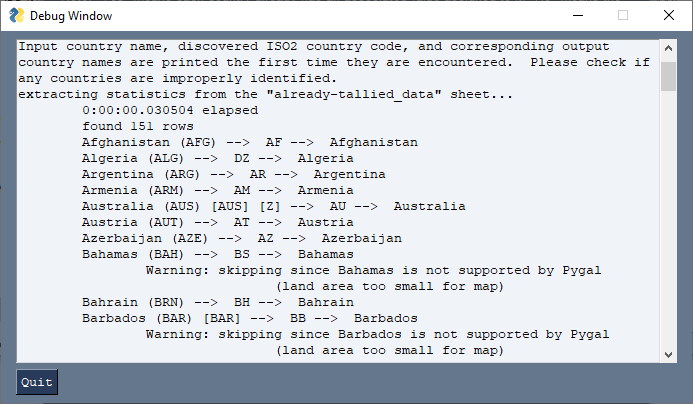 Debug Window
Input country name, discovered ISO2 country code, and corresponding output
country names are printed the first time they are encountered.  Please check if
any countries are improperly identified.
extracting statistics from the "already-tallied_data" sheet...
        0:00:00.030504 elapsed
        found 151 rows
        Afghanistan (AFG) -->  AF -->  Afghanistan
        Algeria (ALG) -->  DZ -->  Algeria
        Argentina (ARG) -->  AR -->  Argentina
        Armenia (ARM) -->  AM -->  Armenia
        Australia (AUS) [AUS] [Z] -->  AU -->  Australia
        Austria (AUT) -->  AT -->  Austria
        Azerbaijan (AZE) -->  AZ -->  Azerbaijan
        Bahamas (BAH) -->  BS -->  Bahamas
                Warning: skipping since Bahamas is not supported by Pygal
                                (land area too small for map)
        Bahrain (BRN) -->  BH -->  Bahrain
        Barbados (BAR) [BAR] -->  BB -->  Barbados
                Warning: skipping since Barbados is not supported by Pygal
                                (land area too small for map)
Quit